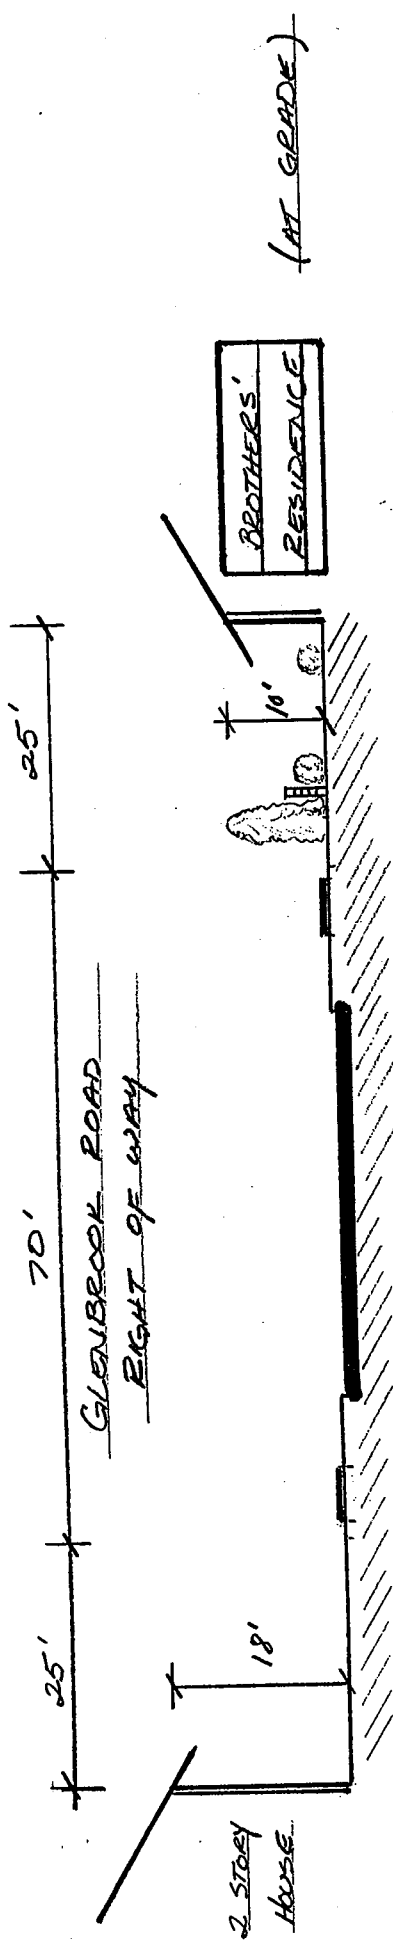 25'
70'
25'
GLENBROOK ROAD
RIGHT OF WAY
18'
10'
2 STORY
HOUSE
BROTHERS'
RESIDENCE
(AT GRADE)